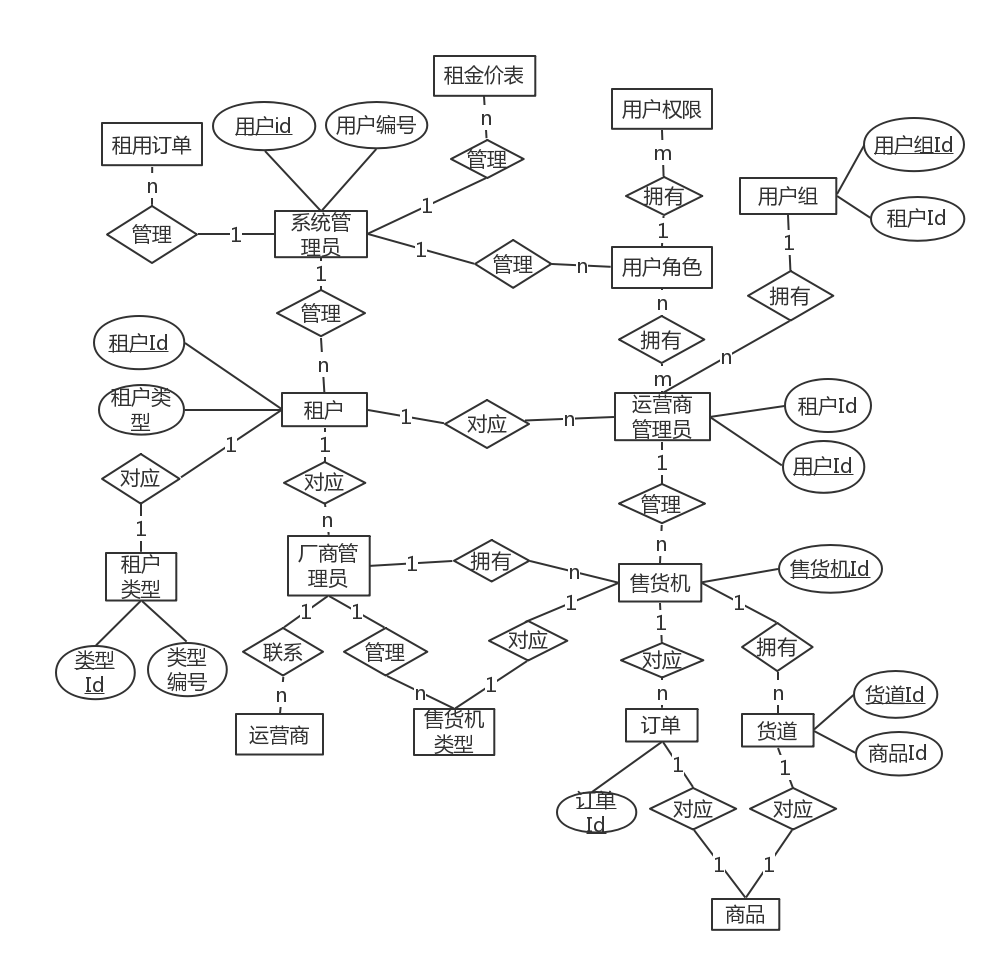 租金价表
用户id
用户编号
用户权限
租用订单
n
用户组Id
管理
m
n
用户组
拥有
租户Id
1
管理
1
系统管
理员
1
1
1
管理
n
用户角色
1
管理
n
拥有
租户Id
拥有
n
n
m
租户类
型
租户
1
对应
n
运营商
管理员
租户Id
1
1
用户Id
对应
对应
1
管理
1
n
n
租户
类型
厂商管
理员
1
拥有
n
售货机
售货机Id
1
1
1
1
1
对应
联系
管理
对应
拥有
类型
Id
类型
编号
1
n
n
n
n
货道Id
运营商
售货机
类型
订单
货道
商品Id
1
1
订单
Id
对应
对应
1
1
商品